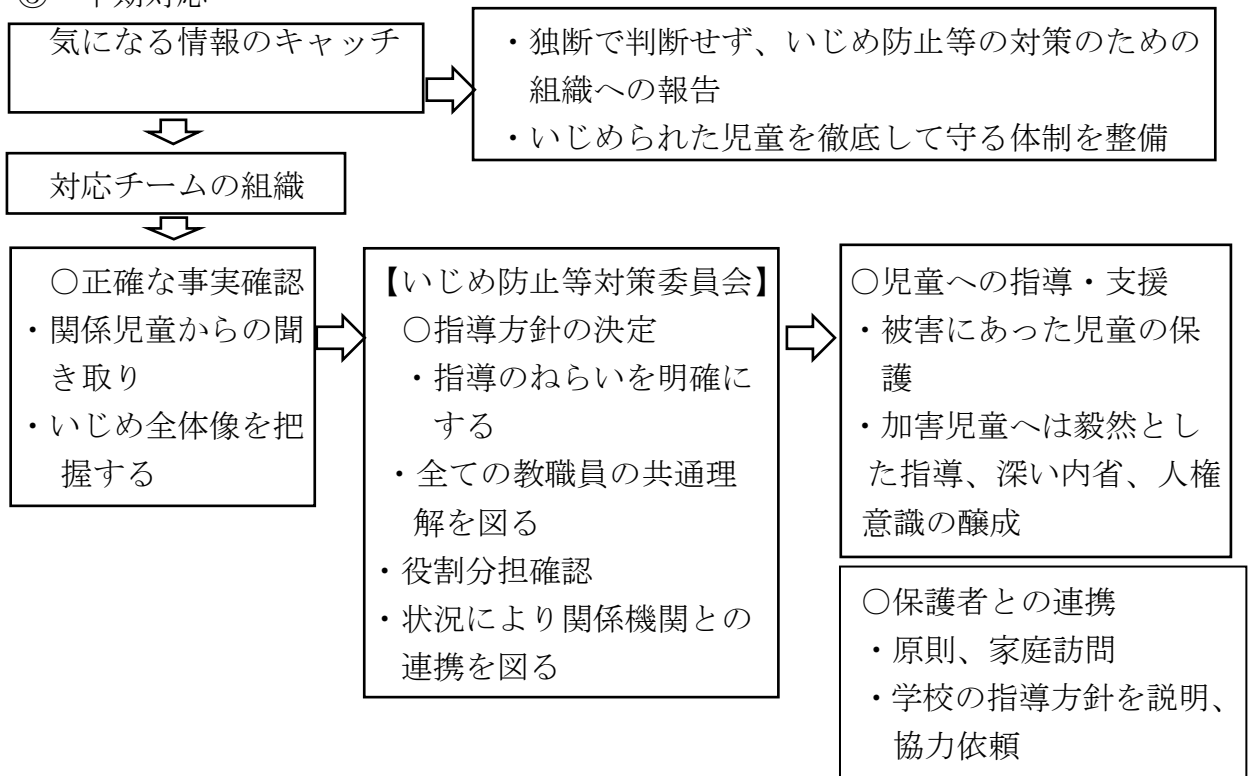 気になる情報のキャッチ
・独断で判断せず、いじめ防止等の対策のための
組織への報告
・いじめられた児童を徹底して守る体制を整備
対応チームの組織
○正確な事実確認
・関係児童からの聞
き取り
・いじめ全体像を把
握する
【いじめ防止等対策委員会】
○指導方針の決定
・指導のねらいを明確に
する
・全ての教職員の共通理
解を図る
・役割分担確認
・状況により関係機関との
連携を図る
○児童への指導・支援
・被害にあった児童の保
護
・加害児童へは毅然とし
た指導、深い内省、人権
意識の醸成
○保護者との連携
・原則、家庭訪問
・学校の指導方針を説明、
協力依頼